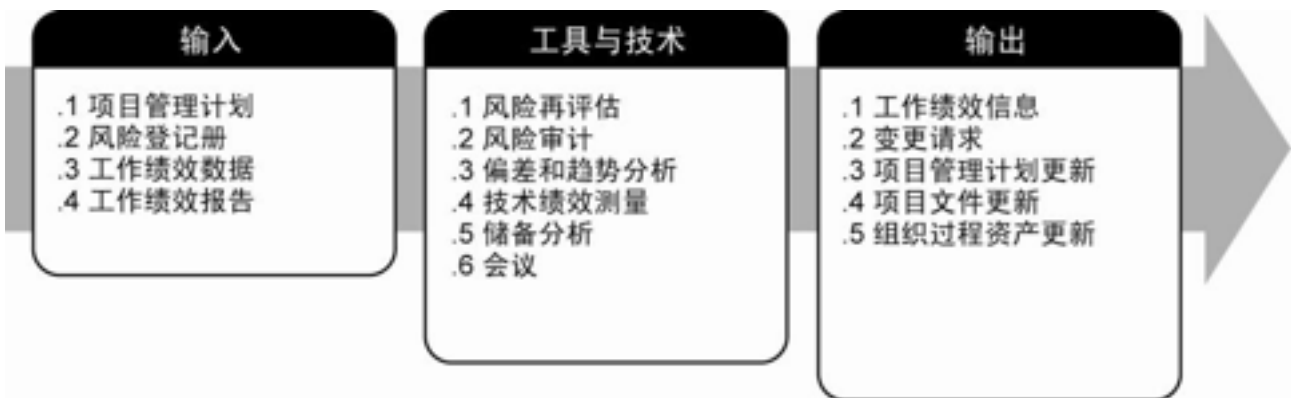 输入
.1 项目管理计划
.2 风险登记册
.3 工作绩效数据
.4 工作绩效报告
工具与技术
.1 风险再评估
.2 风险审计
.3 偏差和趋势分析
.4 技术绩效测量
.5 储备分析
.6 会议
输出
.1 工作绩效信息
.2 变更请求
.3 项目管理计划更新
.4 项目文件更新
.5 组织过程资产更新